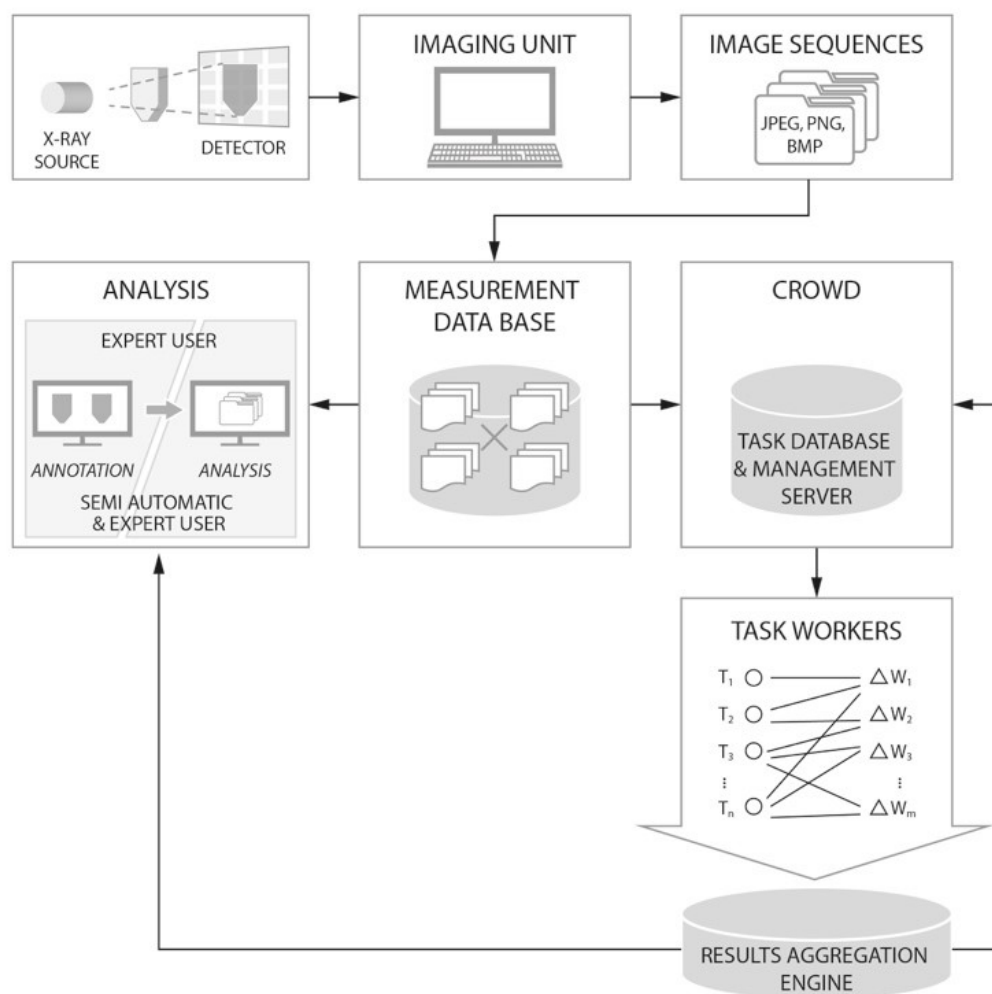 X-RAY
SOURCE
DETECTOR
IMAGING UNIT
IMAGE SEQUENCES
JPEG, PNG,
BMP
ANALYSIS
EXPERT USER
ANNOTATION
ANALYSIS
SEMI AUTOMATIC
& EXPERT USER
MEASUREMENT
DATA BASE
CROWD
TASK DATABASE
& MANAGEMENT
SERVER
TASK WORKERS
T₁ W₁
T₂ W₂
T₃ W₃
⋮ ⋮
Tₙ Wₘ
RESULTS AGGREGATION
ENGINE